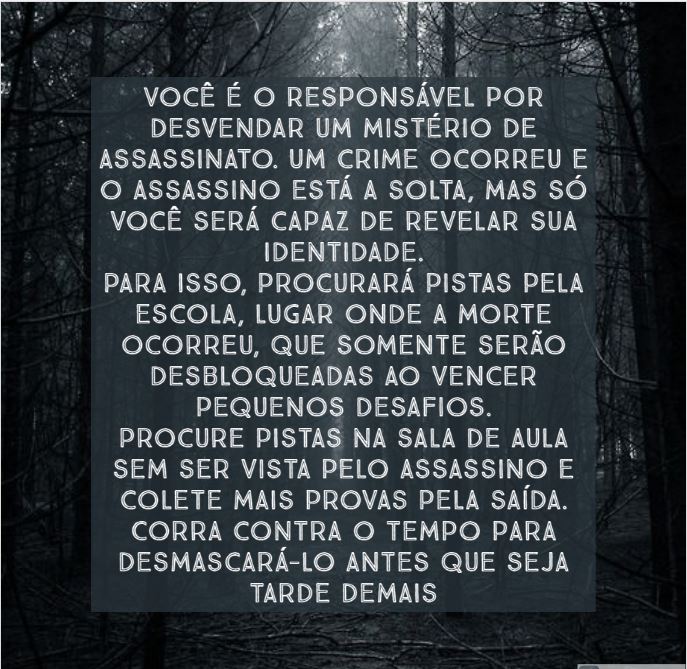 VOCÊ É O RESPONSÁVEL POR
DESVENDAR UM MISTÉRIO DE
ASSASSINATO. UM CRIME OCORREU E
O ASSASSINO ESTÁ A SOLTA, MAS SÓ
VOCÊ SERÁ CAPAZ DE REVELAR SUA
IDENTIDADE.
PARA ISSO, PROCURARÁ PISTAS PELA
ESCOLA, LUGAR ONDE A MORTE
OCORREU, QUE SOMENTE SERÃO
DESBLOQUEADAS AO VENCER
PEQUENOS DESAFIOS.
PROCURE PISTAS NA SALA DE AULA
SEM SER VISTA PELO ASSASSINO E
COLETE MAIS PROVAS PELA SAÍDA.
CORRA CONTRA O TEMPO PARA
DESMASCARÁ-LO ANTES QUE SEJA
TARDE DEMAIS